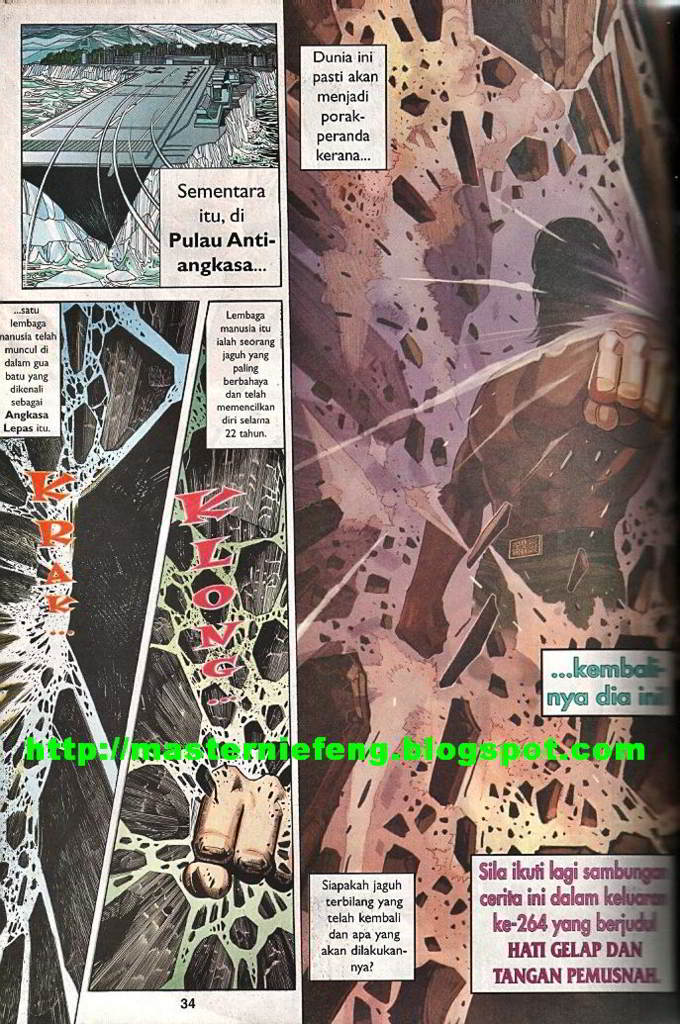 Sementara
itu, di
Pulau Anti-
angkasa...
...satu
lembaga
manusia telah
muncul di
dalam gua
batu yang
dikenali
sebagai
Angkasa
Lepas itu.
KRAK...
Lembaga
manusia itu
ialah seorang
jaguh yang
paling
berbahaya
dan telah
memencilkan
diri selama
22 tahun.
KLONG...
Dunia ini
pasti akan
menjadi
porak-
peranda
kerana...
...kembali-
nya dia ini!
http://masterniefeng.blogspot.com
Siapakah jaguh
terbilang yang
telah kembali
dan apa yang
akan dilakukan-
nya?
Sila ikuti lagi sambungan
cerita ini dalam keluaran
ke-264 yang berjudul
HATI GELAP DAN
TANGAN PEMUSNAH.
34